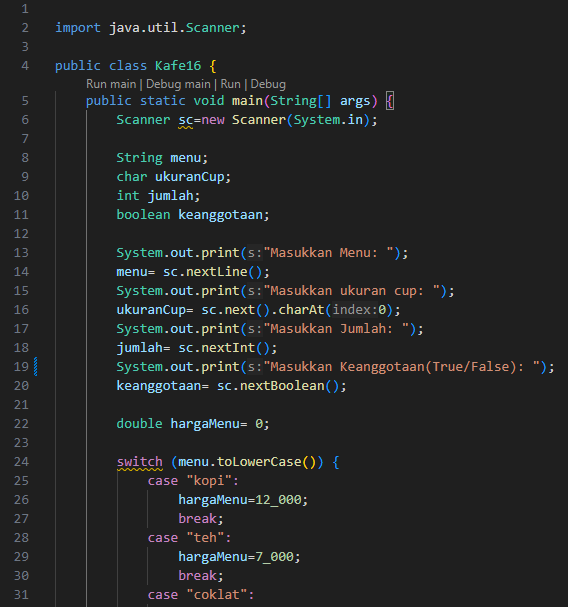 1
2 import java.util.Scanner;
3
4 public class Kafe16 {
Run main | Debug main | Run | Debug
5 public static void main(String[] args) {
6 Scanner sc=new Scanner(System.in);
7
8 String menu;
9 char ukuranCup;
10 int jumlah;
11 boolean keanggotaan;
12
13 System.out.print(s:"Masukkan Menu: ");
14 menu= sc.nextLine();
15 System.out.print(s:"Masukkan ukuran cup: ");
16 ukuranCup= sc.next().charAt(index:0);
17 System.out.print(s:"Masukkan Jumlah: ");
18 jumlah= sc.nextInt();
19 System.out.print(s:"Masukkan Keanggotaan(True/False): ");
20 keanggotaan= sc.nextBoolean();
21
22 double hargaMenu= 0;
23
24 switch (menu.toLowerCase()) {
25 case "kopi":
26 hargaMenu=12_000;
27 break;
28 case "teh":
29 hargaMenu=7_000;
30 break;
31 case "coklat":